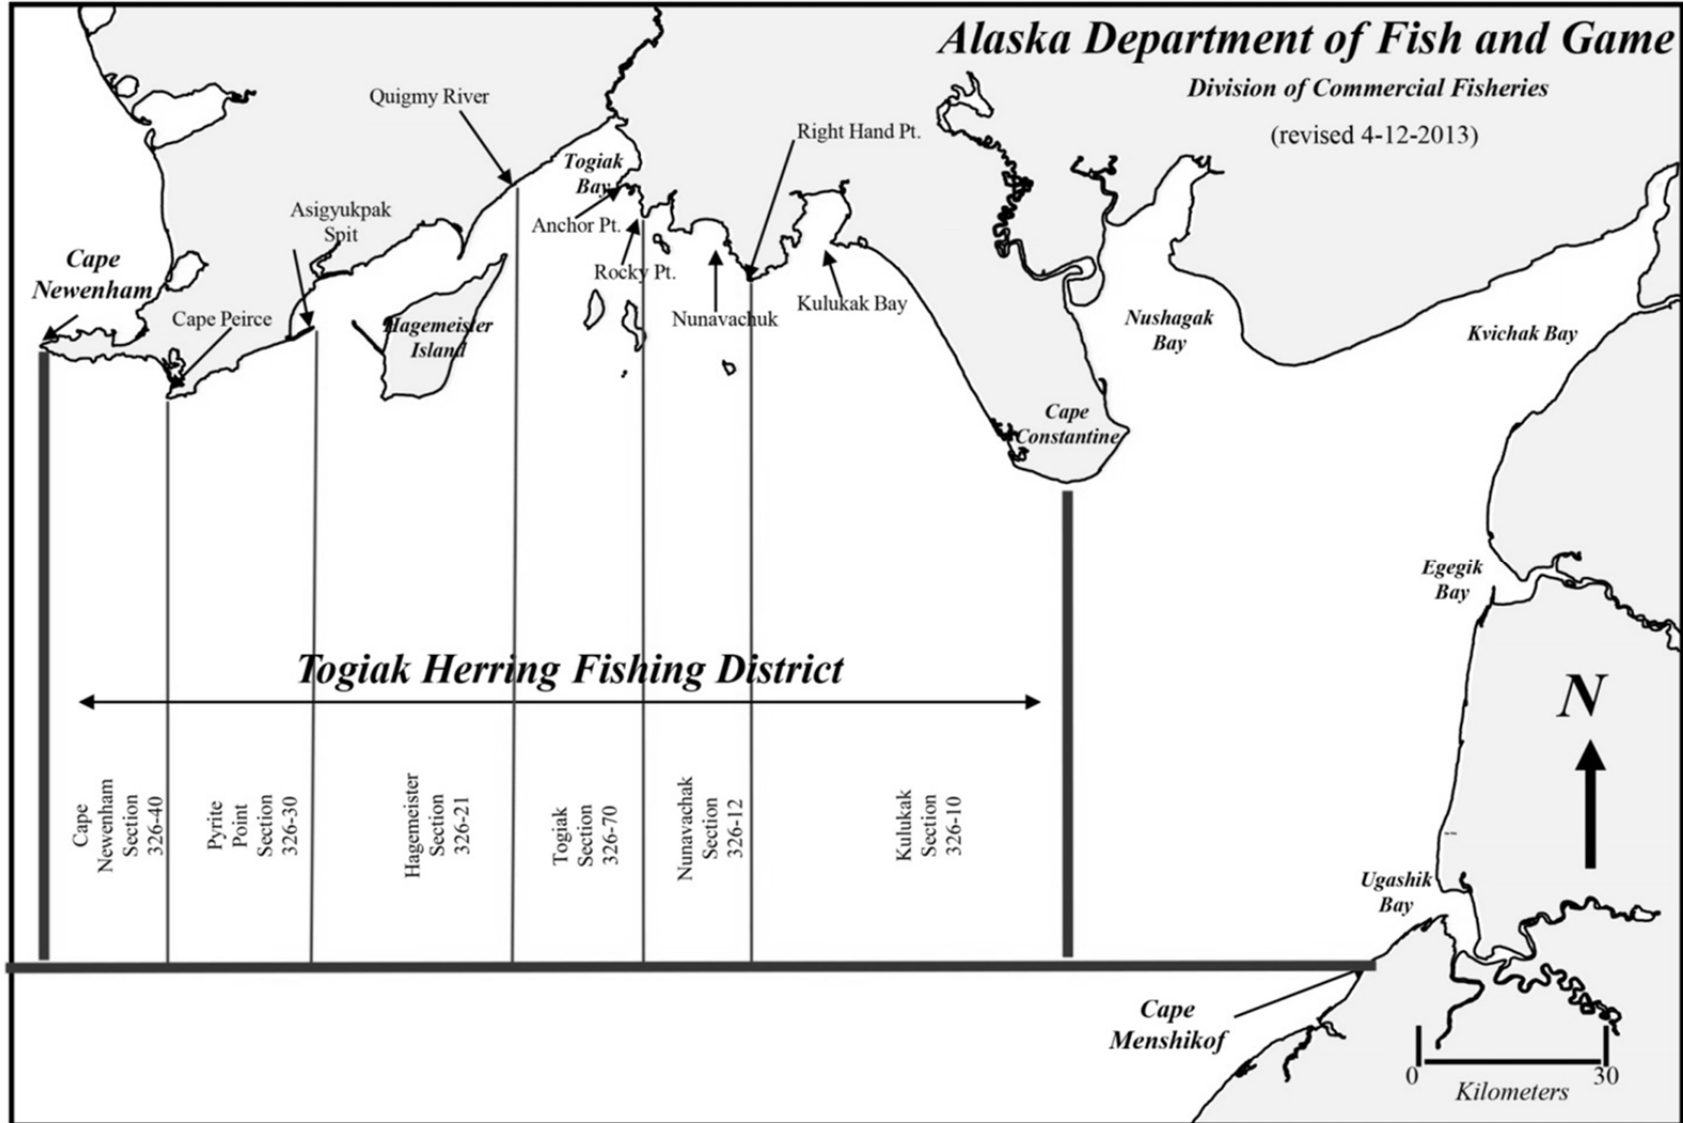 Alaska Department of Fish and Game
Division of Commercial Fisheries
(revised 4-12-2013)
Quigmy River
Right Hand Pt.
Togiak
Bay
Asigyukpak
Spit
Anchor Pt.
Cape
Newenham
Rocky Pt.
Kulukak Bay
Cape Peirce
Nunavachuk
Hagemeister
Island
Nushagak
Bay
Kvichak Bay
Cape
Constantine
Egegik
Bay
Togiak Herring Fishing District
N
Cape
Newenham
Section
326-40
Pyrite
Point
Section
326-30
Hagemeister
Section
326-21
Togiak
Section
326-70
Nunavachak
Section
326-12
Kulukak
Section
326-10
Ugashik
Bay
Cape
Menshikof
0 30
Kilometers